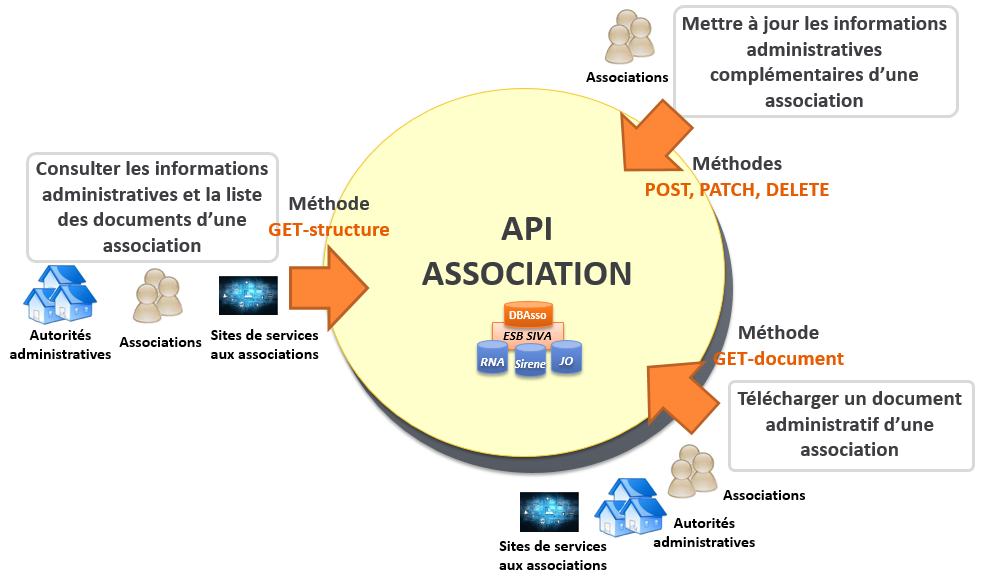 Associations
Mettre à jour les informations
administratives
complémentaires d’une
association
Méthodes
POST, PATCH, DELETE
Consulter les informations
administratives et la liste
des documents d’une
association
Méthode
GET-structure
Autorités
administratives
Associations
Sites de services
aux associations
API
ASSOCIATION
DBAsso
ESB SIVA
RNA
Sirene
JO
Méthode
GET-document
Télécharger un document
administratif d’une
association
Associations
Autorités
administratives
Sites de services
aux associations